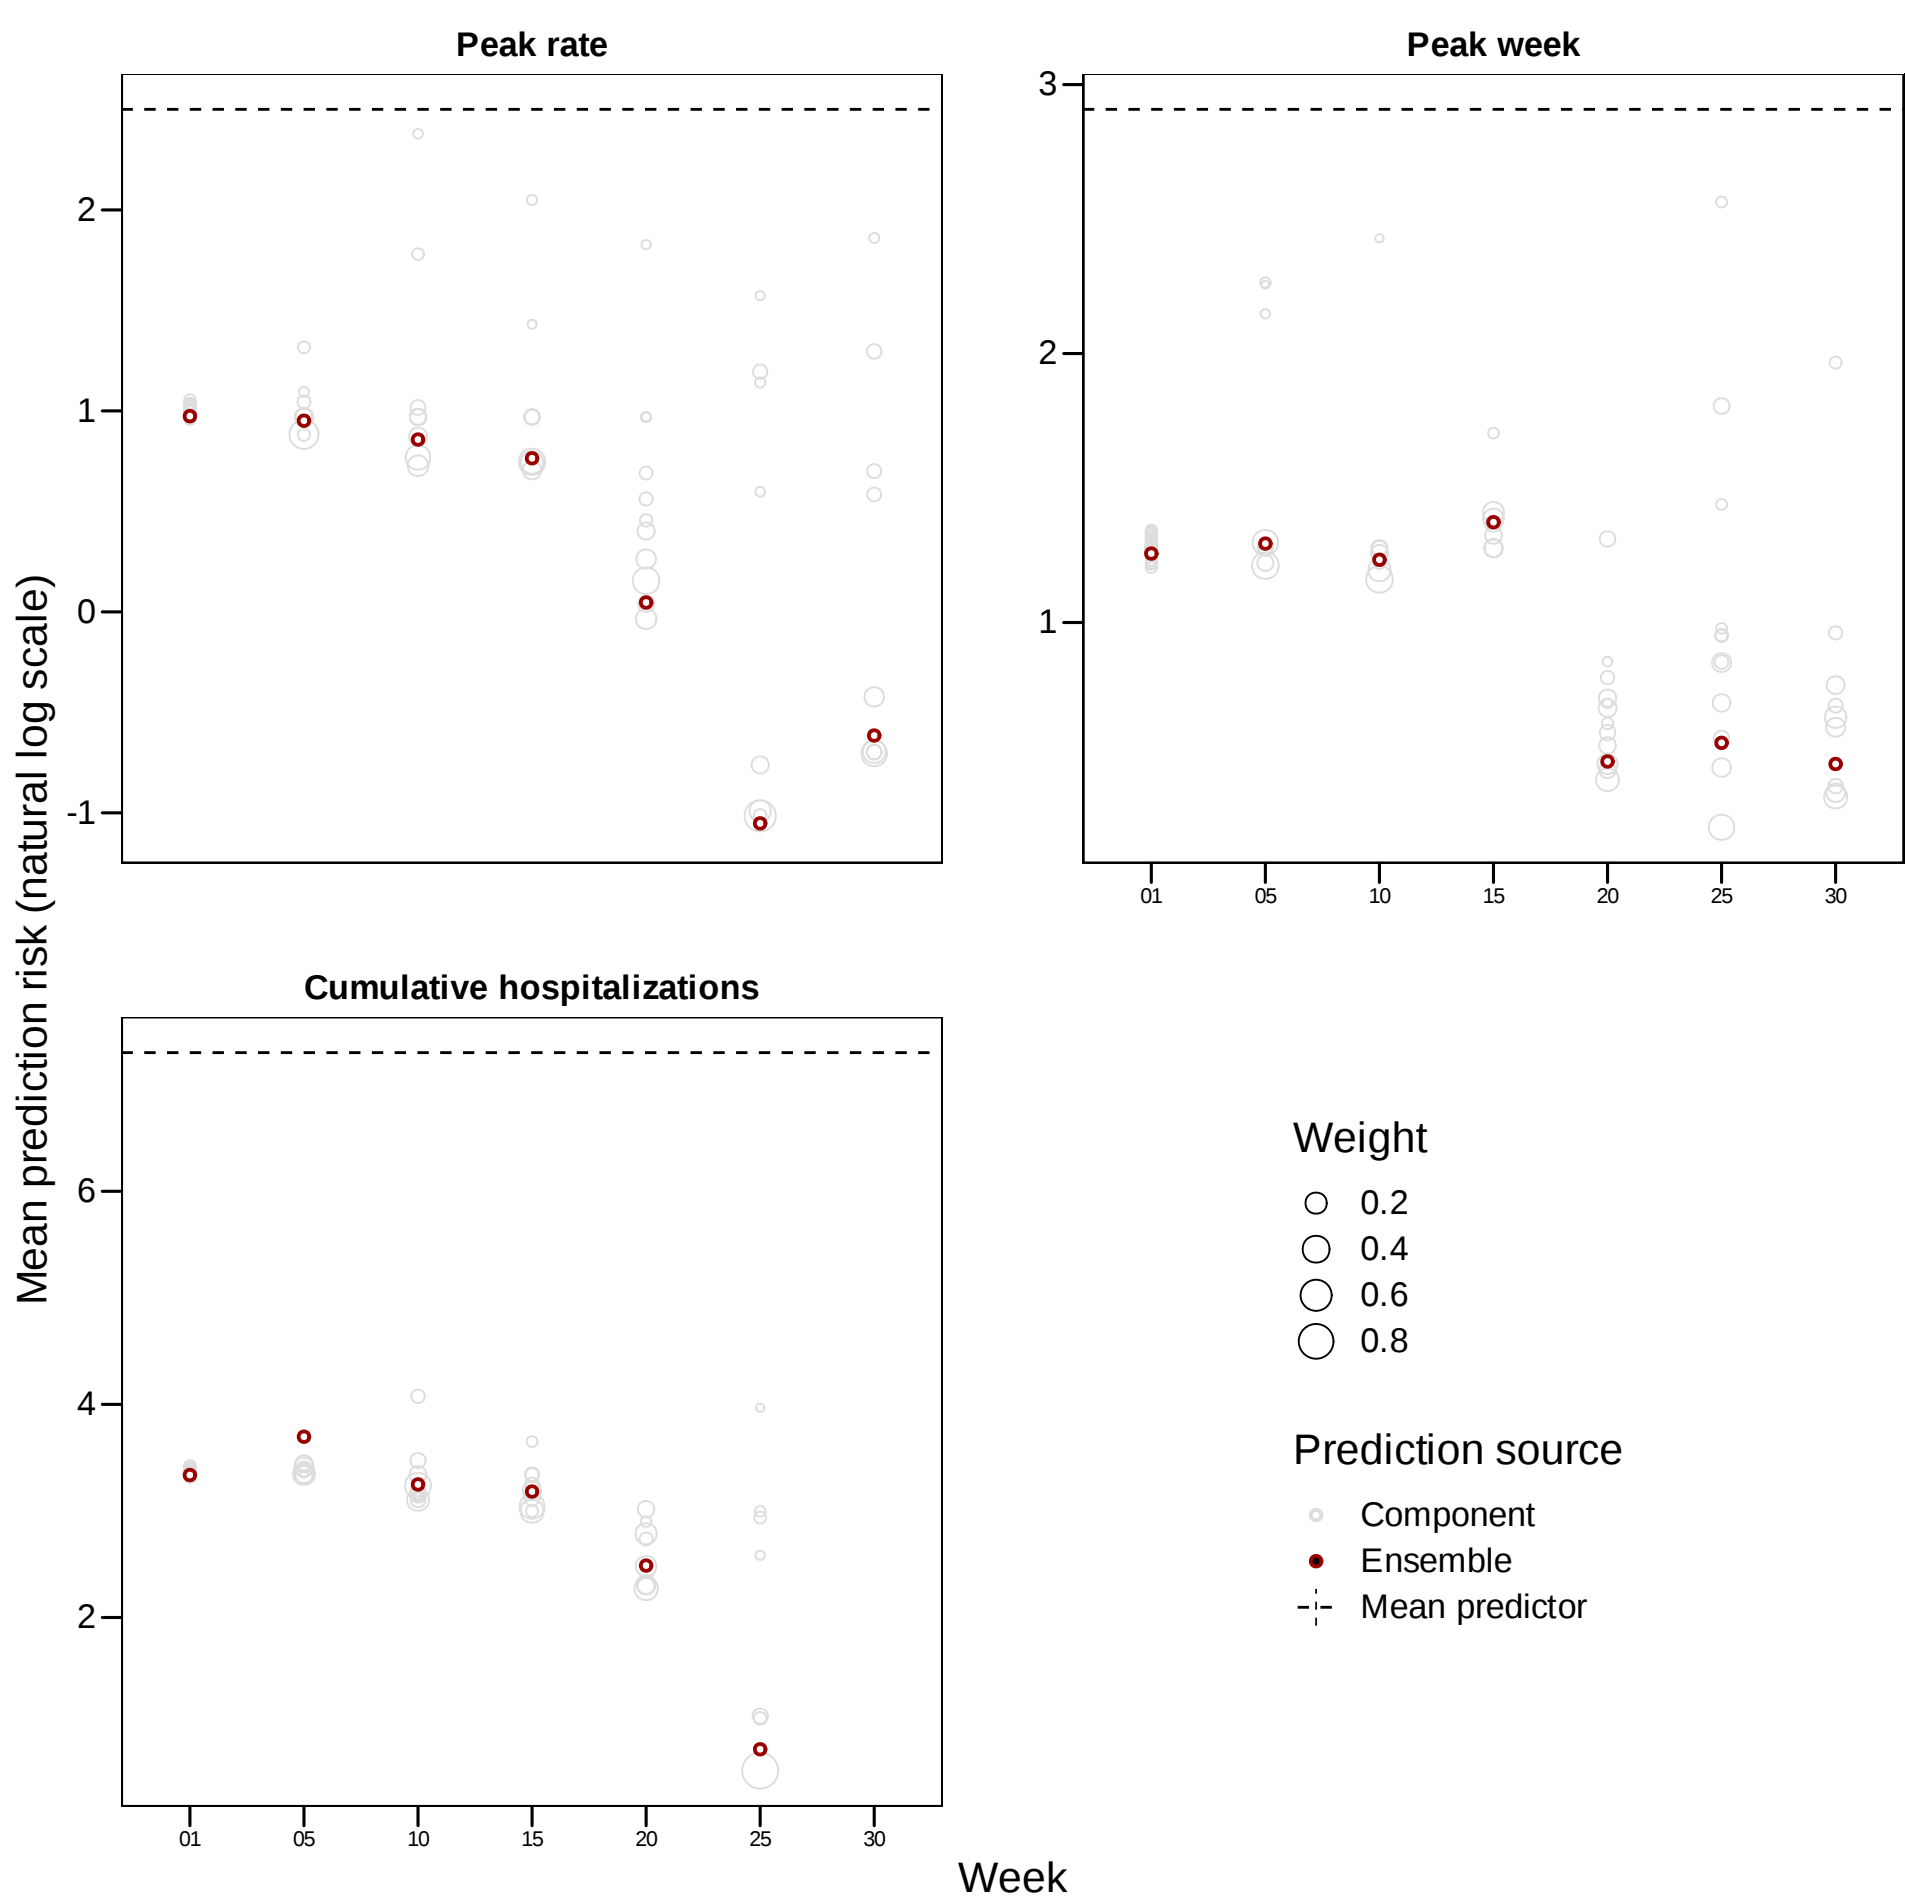 Peak rate
2
1
0
-1
Peak week
3
2
1
01 05 10 15 20 25 30
Mean prediction risk (natural log scale)
Cumulative hospitalizations
6
4
2
01 05 10 15 20 25 30
Week
Weight
0.2
0.4
0.6
0.8
Prediction source
Component
Ensemble
Mean predictor